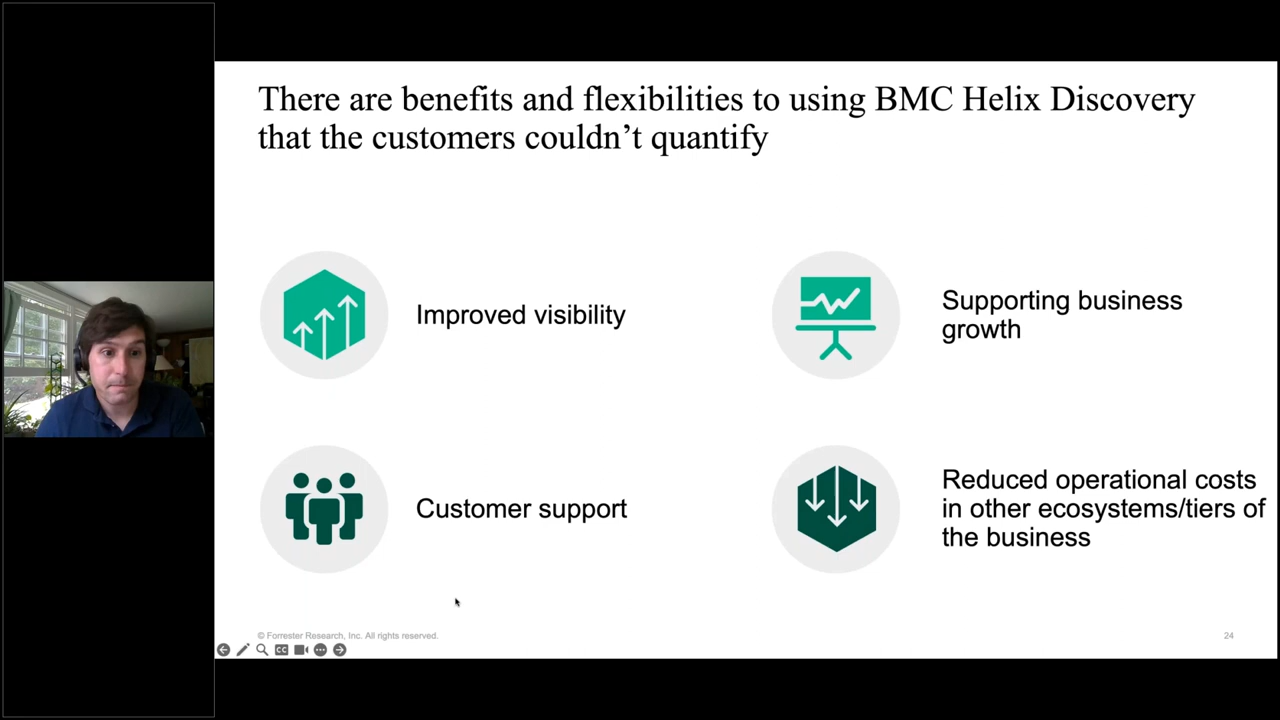 There are benefits and flexibilities to using BMC Helix Discovery
that the customers couldn’t quantify
Improved visibility
Supporting business
growth
Customer support
Reduced operational costs
in other ecosystems/tiers of
the business
© Forrester Research, Inc. All rights reserved.
24
CC